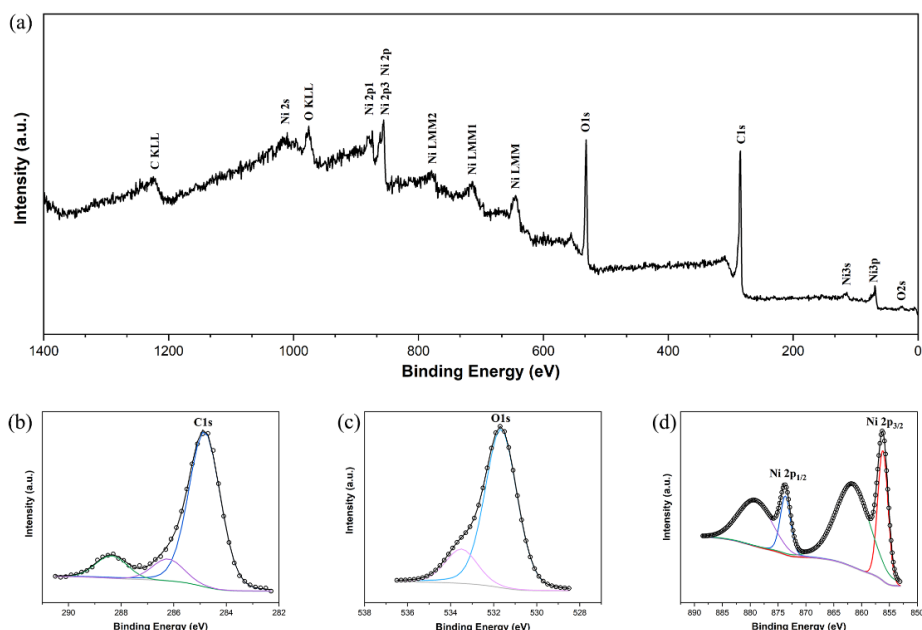 (a)
Intensity (a.u.)
C KLL
Ni 2s
O KLL
Ni 2p1
Ni 2p3
Ni 2p
Ni LMM2
Ni LMM1
Ni LMM
O1s
C1s
Ni3s
Ni3p
O2s
1400 1200 1000 800 600 400 200 0
Binding Energy (eV)
(b)
C1s
Intensity (a.u.)
290 288 286 284 282
Binding Energy (eV)
(c)
O1s
Intensity (a.u.)
538 536 534 532 530 528
Binding Energy (eV)
(d)
Ni 2p3/2
Ni 2p1/2
Intensity (a.u.)
890 885 880 875 870 865 860 855 850
Binding Energy (eV)